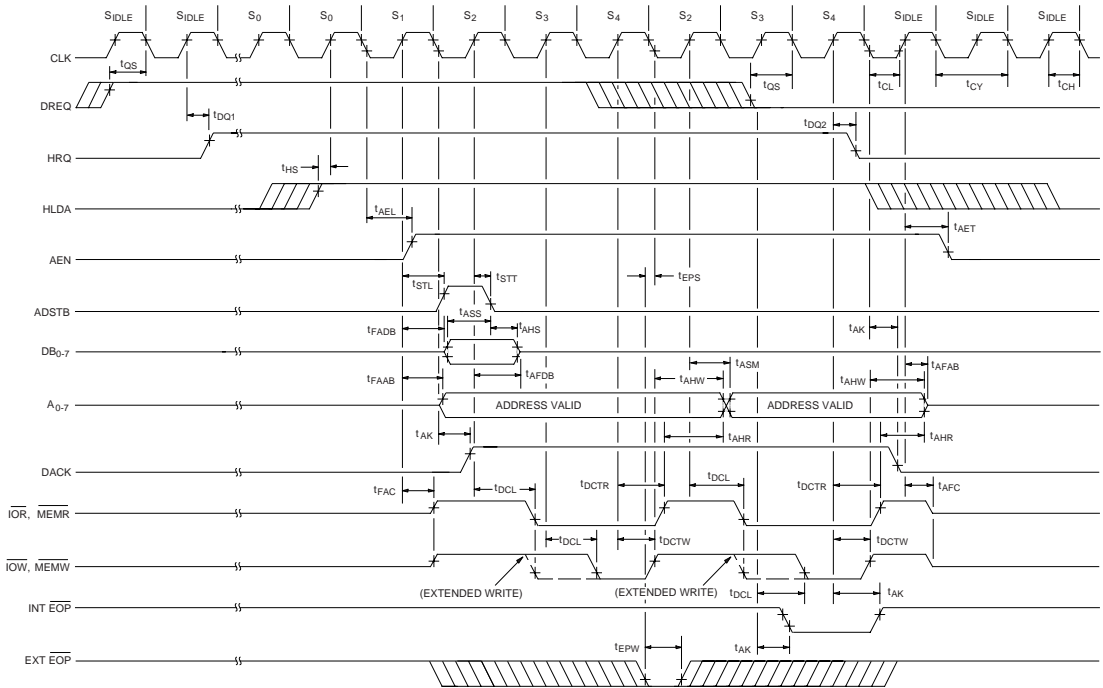 SIDLE SIDLE S0 S0 S1 S2 S3 S4 S2 S3 S4 SIDLE SIDLE SIDLE
CLK
tQS tQS tCL tCY tCH
DREQ
tDQ1 tDQ2
HRQ
tHS
HLDA
tAEL tAET
AEN
tSTL tSTT tEPS
ADSTB
tFADB tASS tAHS tAK
DB0-7
tFAAB tAFDB tASM tAHW tAHW tAFAB
A0-7 ADDRESS VALID ADDRESS VALID
tAK tAHR tAHR
DACK
tFAC tDCL tDCTR tDCL tDCTR tAFC
IOR, MEMR
tDCL tDCTW tDCTW
IOW, MEMW
(EXTENDED WRITE) (EXTENDED WRITE) tDCL tAK
INT EOP
tEPW tAK
EXT EOP